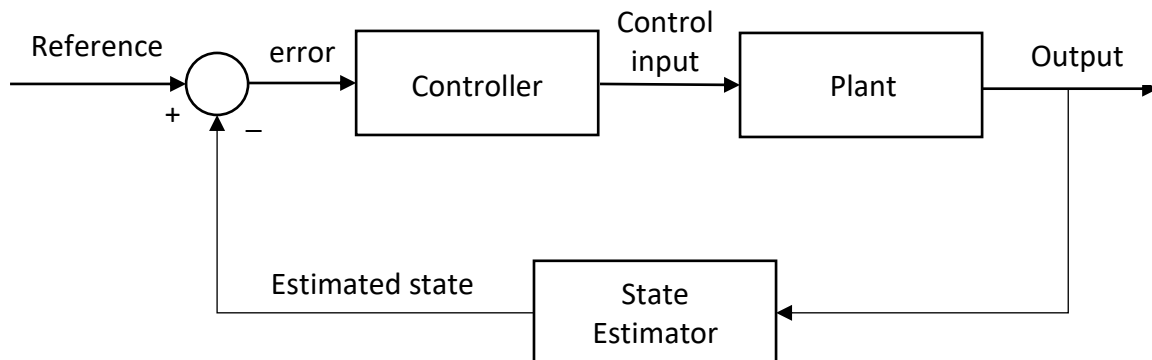 Reference
error
Controller
Control
input
Plant
Output
+
–
Estimated state
State
Estimator